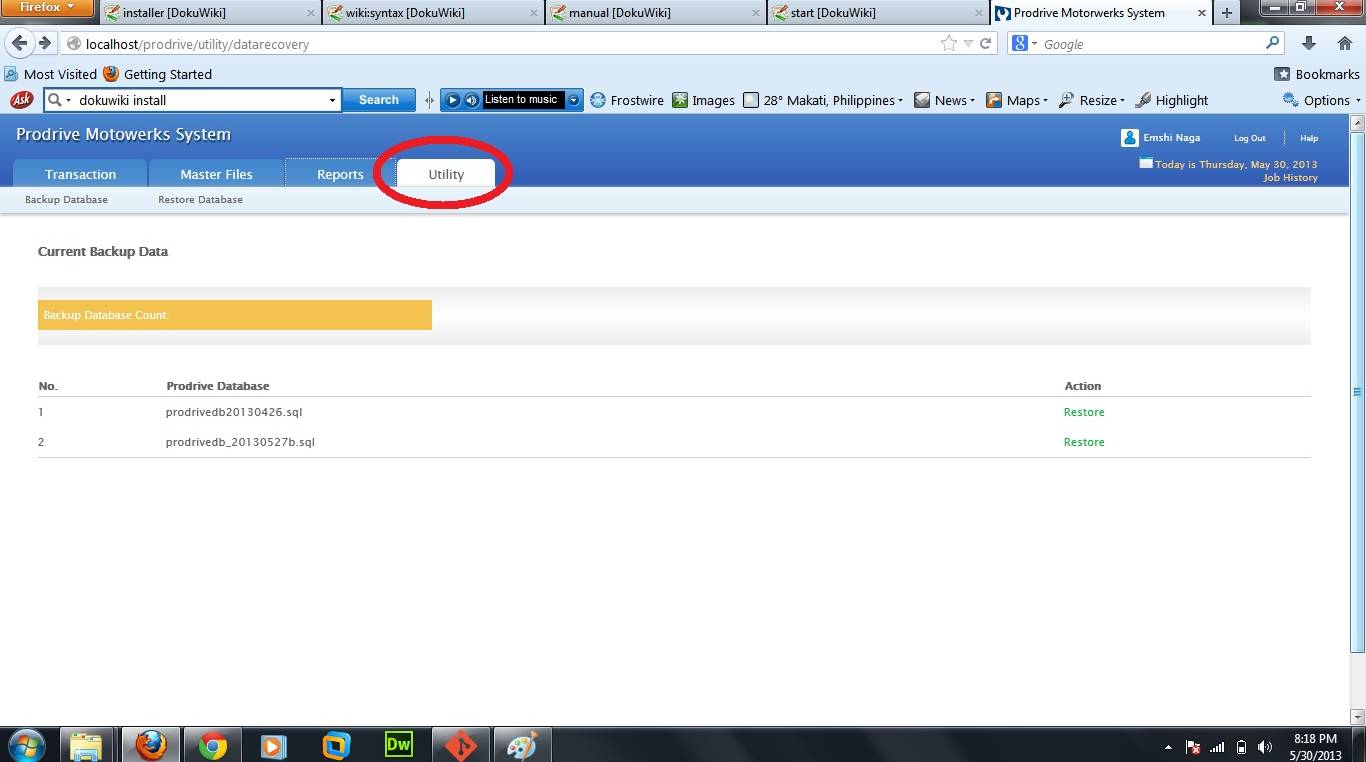 Firefox
installer [DokuWiki]
wiki:syntax [DokuWiki]
manual [DokuWiki]
start [DokuWiki]
Prodrive Motorwerks System
localhost/prodrive/utility/datarecovery
Google
Most Visited
Getting Started
Bookmarks
Ask
dokuwiki install
Search
Listen to music
Frostwire
Images
28° Makati, Philippines
News
Maps
Resize
Highlight
Options
Prodrive Motowerks System
Emshi Naga
Log Out
Help
Today is Thursday, May 30, 2013
Job History
Transaction
Master Files
Reports
Utility
Backup Database
Restore Database
Current Backup Data
Backup Database Count:
No. Prodrive Database Action
1 prodrivedb20130426.sql Restore
2 prodrivedb_20130527b.sql Restore
Dw
8:18 PM
5/30/2013